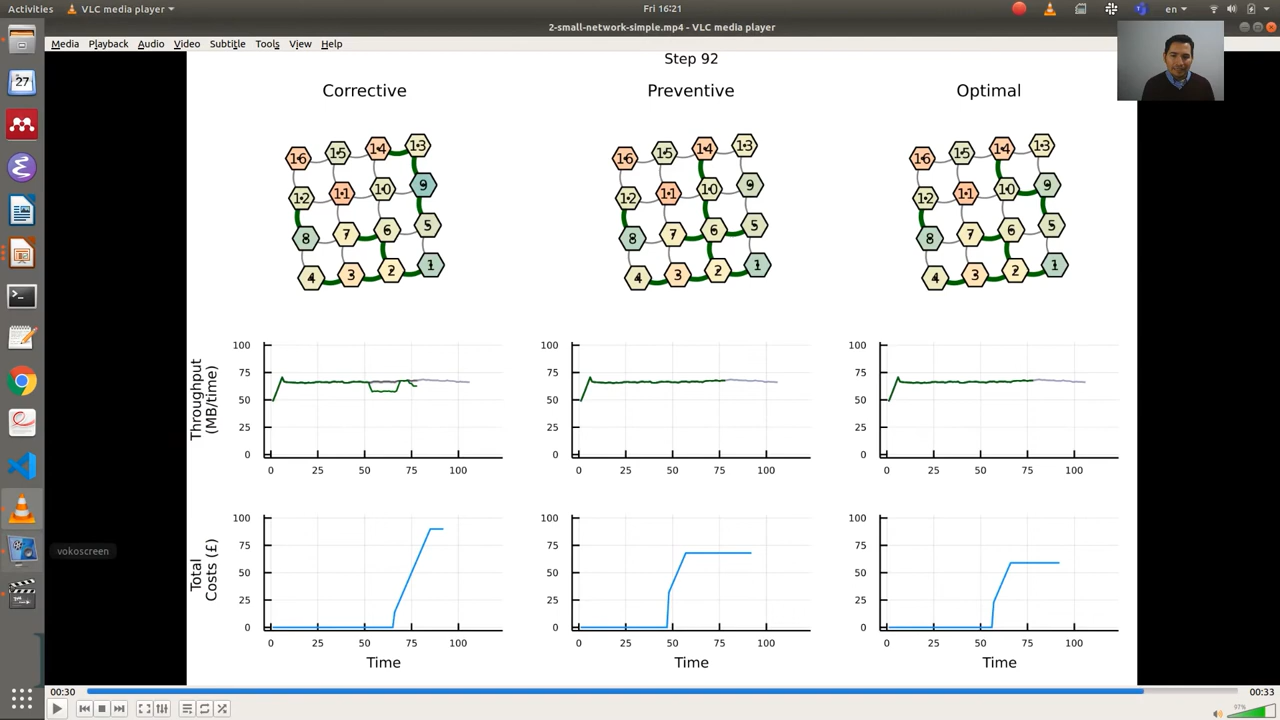 Activities VLC media player Fri 16:21 en
2-small-network-simple.mp4 - VLC media player
Media Playback Audio Video Subtitle Tools View Help
Step 92
Corrective Preventive Optimal
16 15 14 13 16 15 14 13 16 15 14 13
12 11 10 9 12 11 10 9 12 11 10 9
8 7 6 5 8 7 6 5 8 7 6 5
4 3 2 1 4 3 2 1 4 3 2 1
Throughput
(MB/time)
100 100 100
75 75 75
50 50 50
25 25 25
0 0 0
0 25 50 75 100 0 25 50 75 100 0 25 50 75 100
Total
Costs (£)
100 100 100
75 75 75
50 50 50
25 25 25
0 0 0
0 25 50 75 100 0 25 50 75 100 0 25 50 75 100
Time Time Time
27
vokoscreen
00:30 00:33
97%